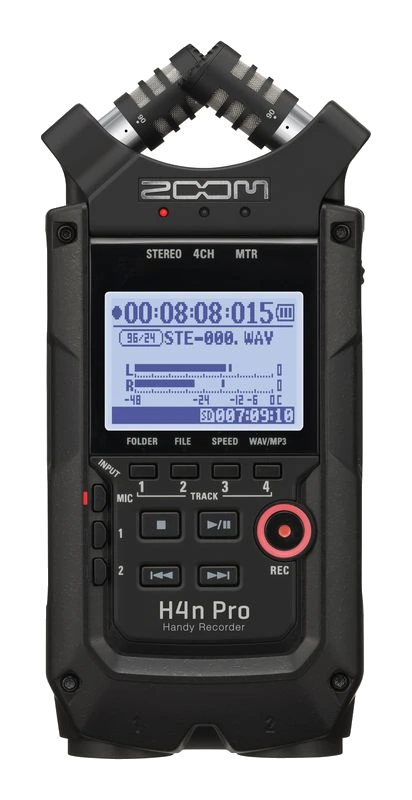 90 90
ZOOM
STEREO 4CH MTR
00:08:08:015
96/24 STE-000.WAV
L 0
R 0
-48 -24 -12 -6 0 C
SD 007:09:10
FOLDER FILE SPEED WAV/MP3
INPUT
1 2 3 4
MIC TRACK
1
2
REC
H4n Pro
Handy Recorder
1 2